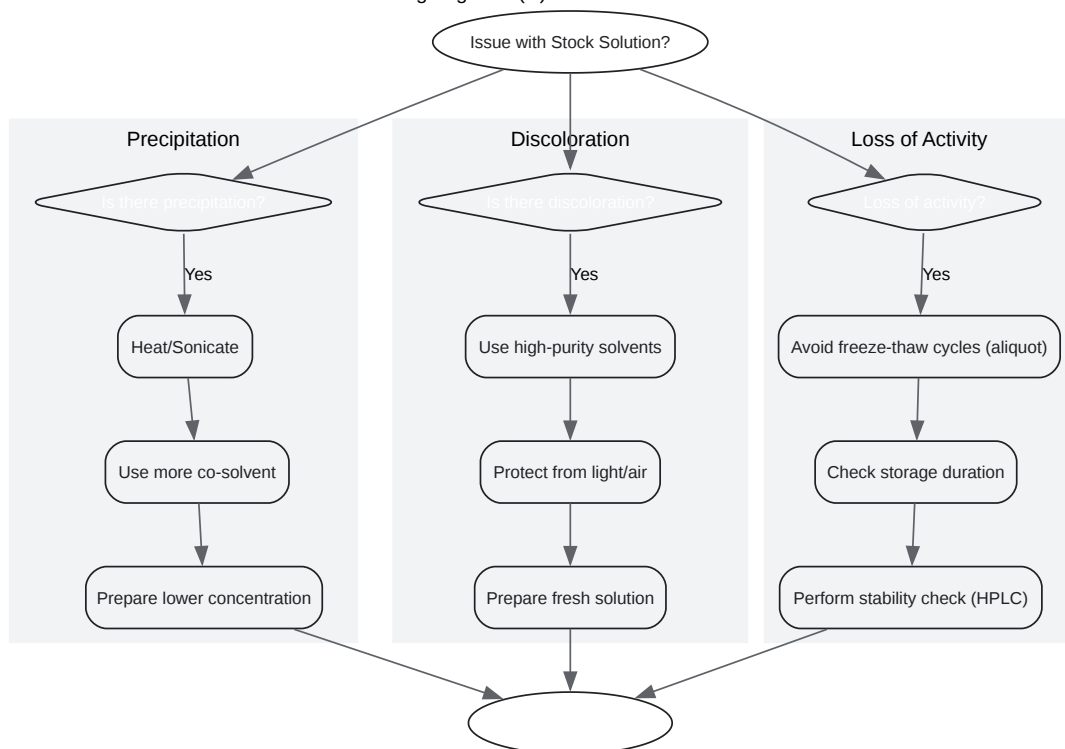 Issue with Stock Solution?
Precipitation
Discoloration
Loss of Activity
Is there precipitation?
Is there discoloration?
Loss of activity?
Yes
Yes
Yes
Heat/Sonicate
Use high-purity solvents
Avoid freeze-thaw cycles (aliquot)
Use more co-solvent
Protect from light/air
Check storage duration
Prepare lower concentration
Prepare fresh solution
Perform stability check (HPLC)